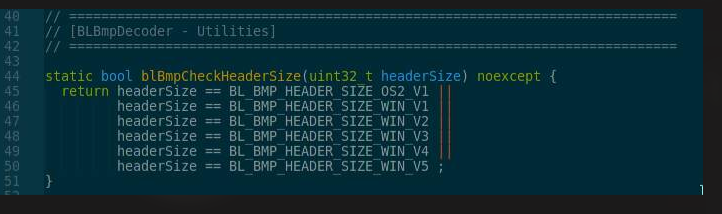 40 // ============================================================================
41 // [BLBmpDecoder - Utilities]
42 // ============================================================================
43
44 static bool blBmpCheckHeaderSize(uint32_t headerSize) noexcept {
45   return headerSize == BL_BMP_HEADER_SIZE_OS2_V1 ||
46          headerSize == BL_BMP_HEADER_SIZE_WIN_V1 ||
47          headerSize == BL_BMP_HEADER_SIZE_WIN_V2 ||
48          headerSize == BL_BMP_HEADER_SIZE_WIN_V3 ||
49          headerSize == BL_BMP_HEADER_SIZE_WIN_V4 ||
50          headerSize == BL_BMP_HEADER_SIZE_WIN_V5 ;
51 }